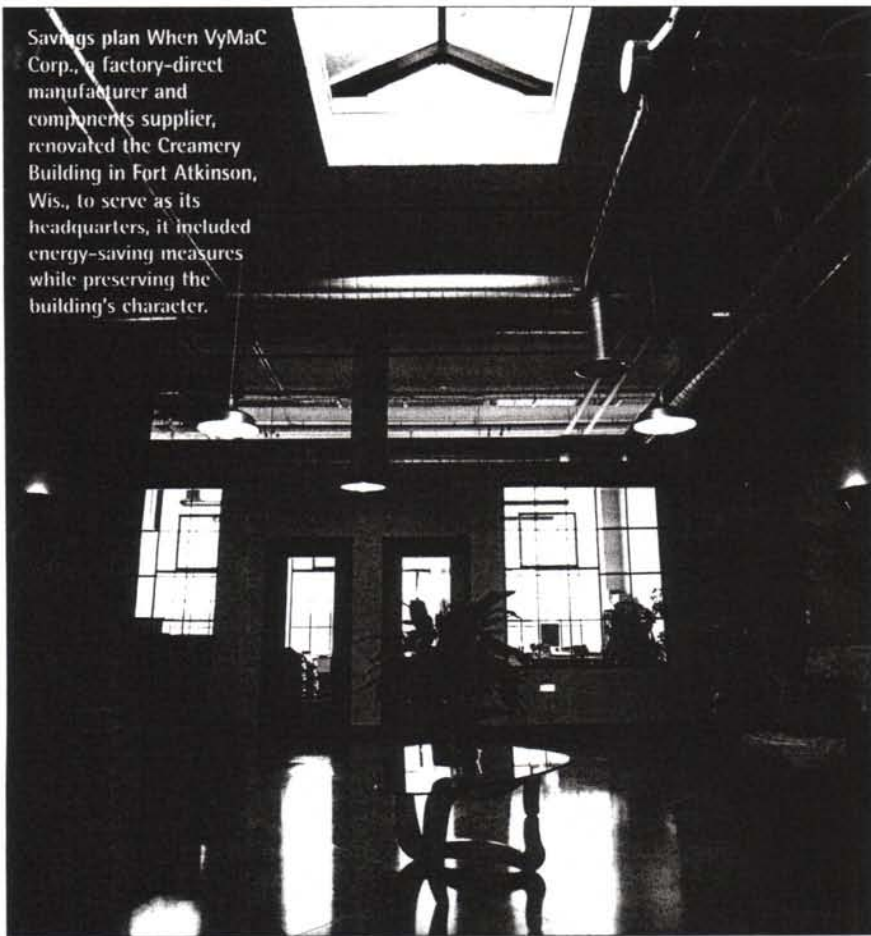 Savings plan When VyMaC
Corp., a factory-direct
manufacturer and
components supplier,
renovated the Creamery
Building in Fort Atkinson,
Wis., to serve as its
headquarters, it included
energy-saving measures
while preserving the
building's character.